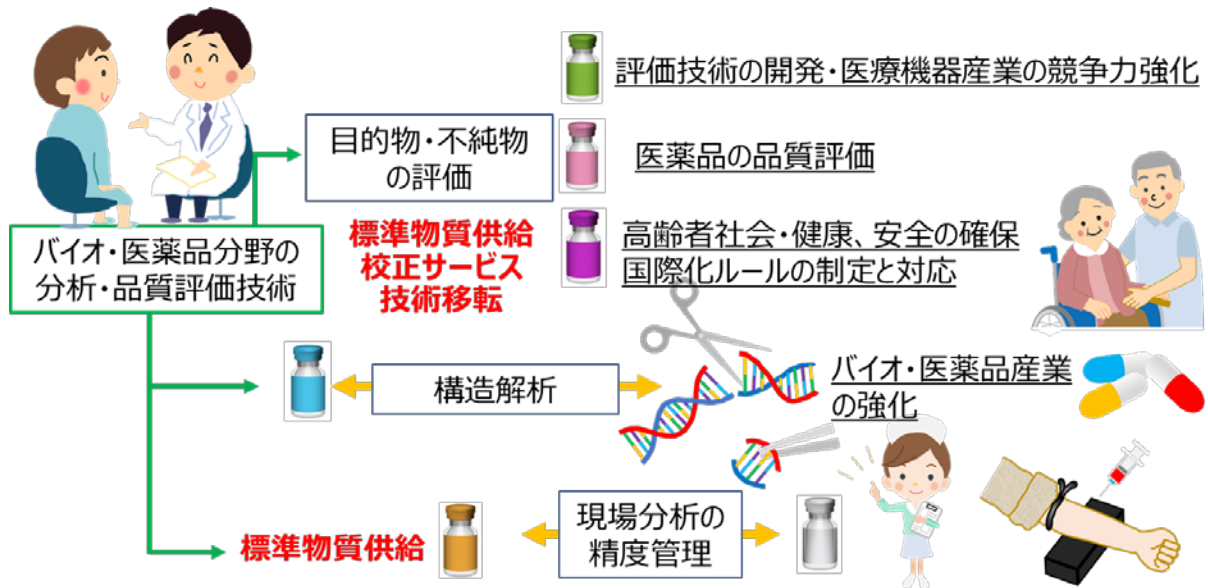 評価技術の開発・医療機器産業の競争力強化
目的物・不純物
の評価
医薬品の品質評価
バイオ・医薬品分野の
分析・品質評価技術
標準物質供給
校正サービス
技術移転
高齢者社会・健康、安全の確保
国際化ルールの制定と対応
構造解析
バイオ・医薬品産業
の強化
標準物質供給
現場分析の
精度管理